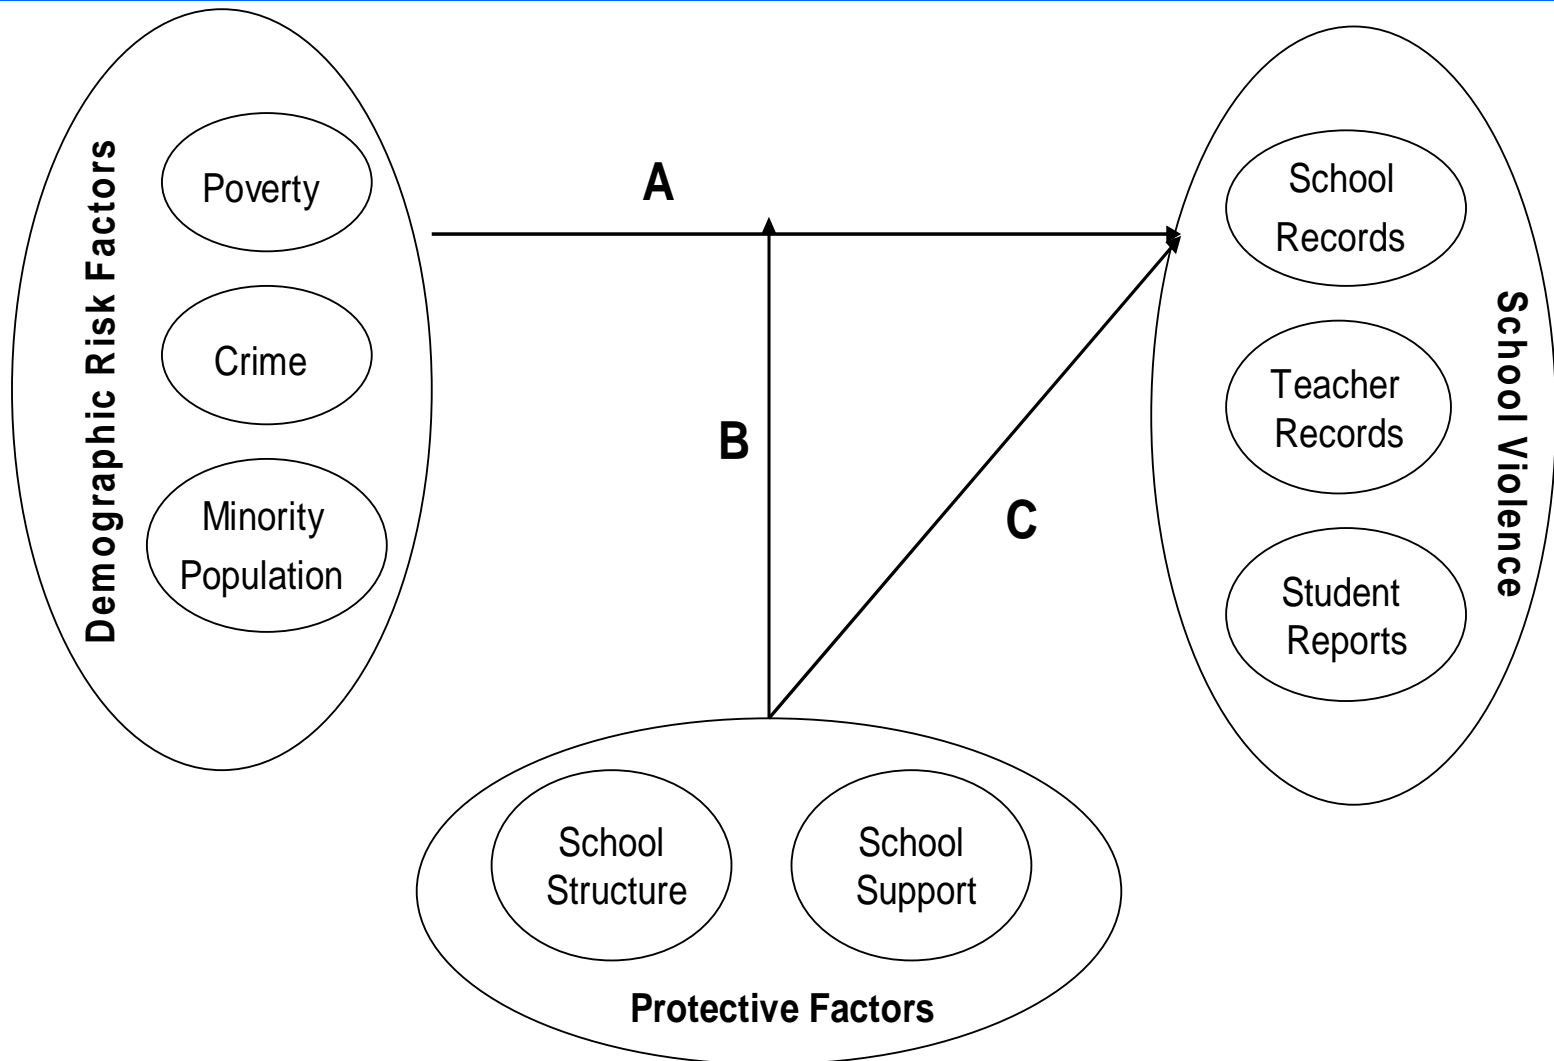 Demographic Risk Factors
Poverty
Crime
Minority
Population
A
B
C
School
Records
Teacher
Records
Student
Reports
School Violence
School
Structure
School
Support
Protective Factors